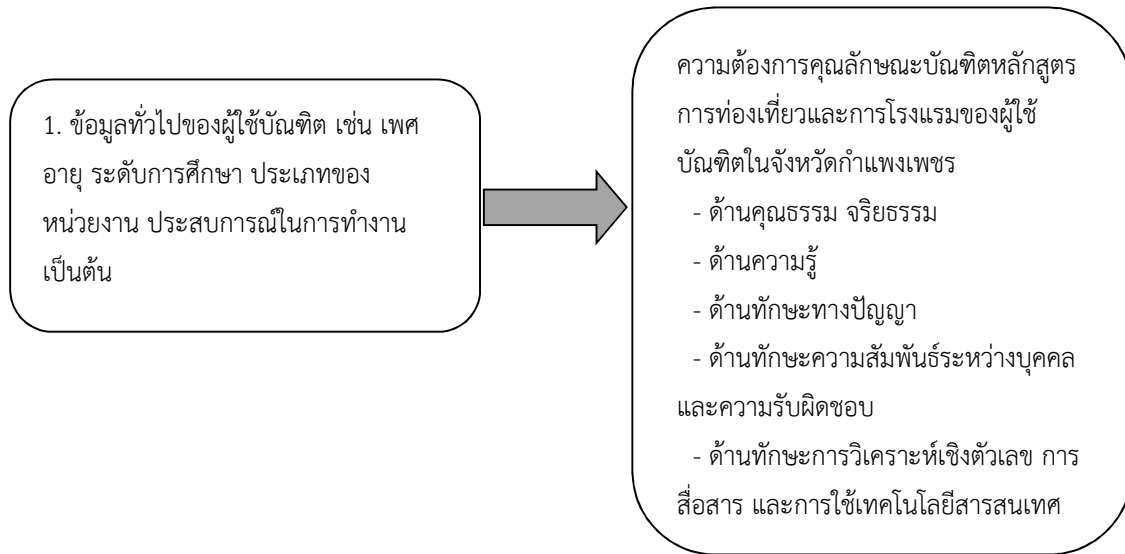 1. ข้อมูลทั่วไปของผู้ใช้บัณฑิต เช่น เพศ
อายุ ระดับการศึกษา ประเภทของ
หน่วยงาน ประสบการณ์ในการทำงาน
เป็นต้น
ความต้องการคุณลักษณะบัณฑิตหลักสูตร
การท่องเที่ยวและการโรงแรมของผู้ใช้
บัณฑิตในจังหวัดกำแพงเพชร
- ด้านคุณธรรม จริยธรรม
- ด้านความรู้
- ด้านทักษะทางปัญญา
- ด้านทักษะความสัมพันธ์ระหว่างบุคคล
และความรับผิดชอบ
- ด้านทักษะการวิเคราะห์เชิงตัวเลข การ
สื่อสาร และการใช้เทคโนโลยีสารสนเทศ